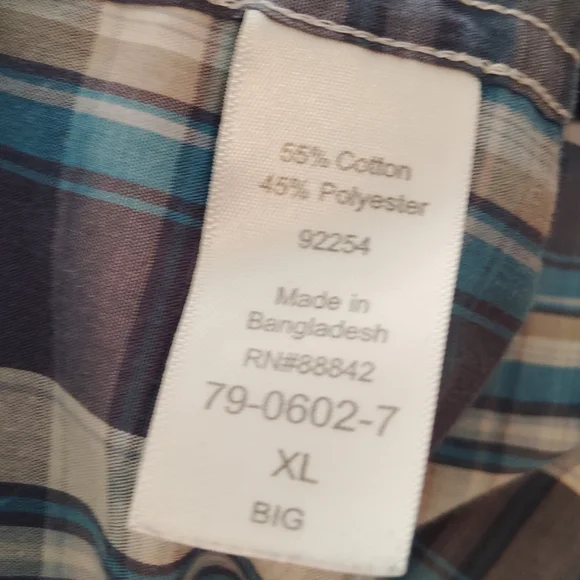 55% Cotton
45% Polyester
92254
Made in
Bangladesh
RN#88842
79-0602-7
XL
BIG